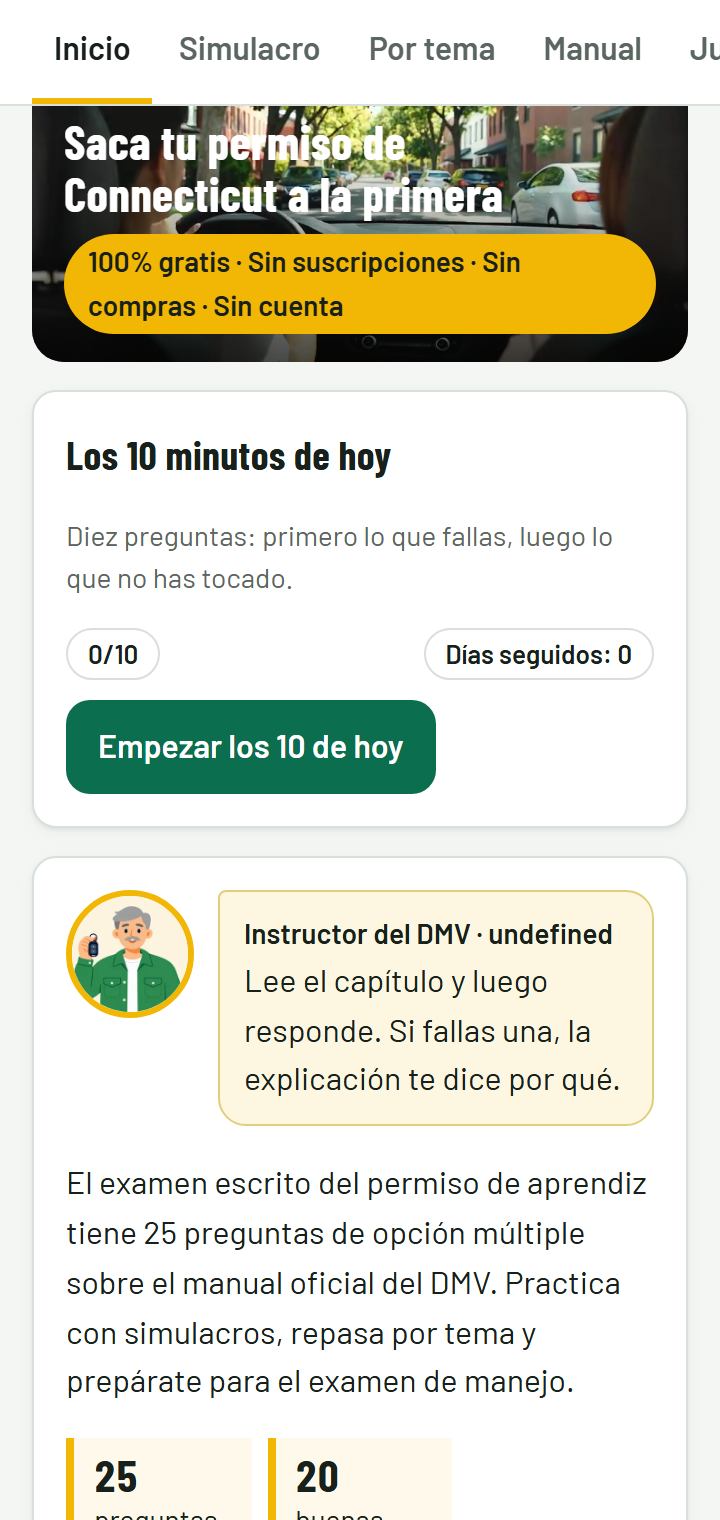 Inicio Simulacro Por tema Manual Ju
Saca tu permiso de
Connecticut a la primera
100% gratis · Sin suscripciones · Sin
compras · Sin cuenta
Los 10 minutos de hoy
Diez preguntas: primero lo que fallas, luego lo
que no has tocado.
0/10 Días seguidos: 0
Empezar los 10 de hoy
Instructor del DMV · undefined
Lee el capítulo y luego
responde. Si fallas una, la
explicación te dice por qué.
El examen escrito del permiso de aprendiz
tiene 25 preguntas de opción múltiple
sobre el manual oficial del DMV. Practica
con simulacros, repasa por tema y
prepárate para el examen de manejo.
25 20
preguntas buenas